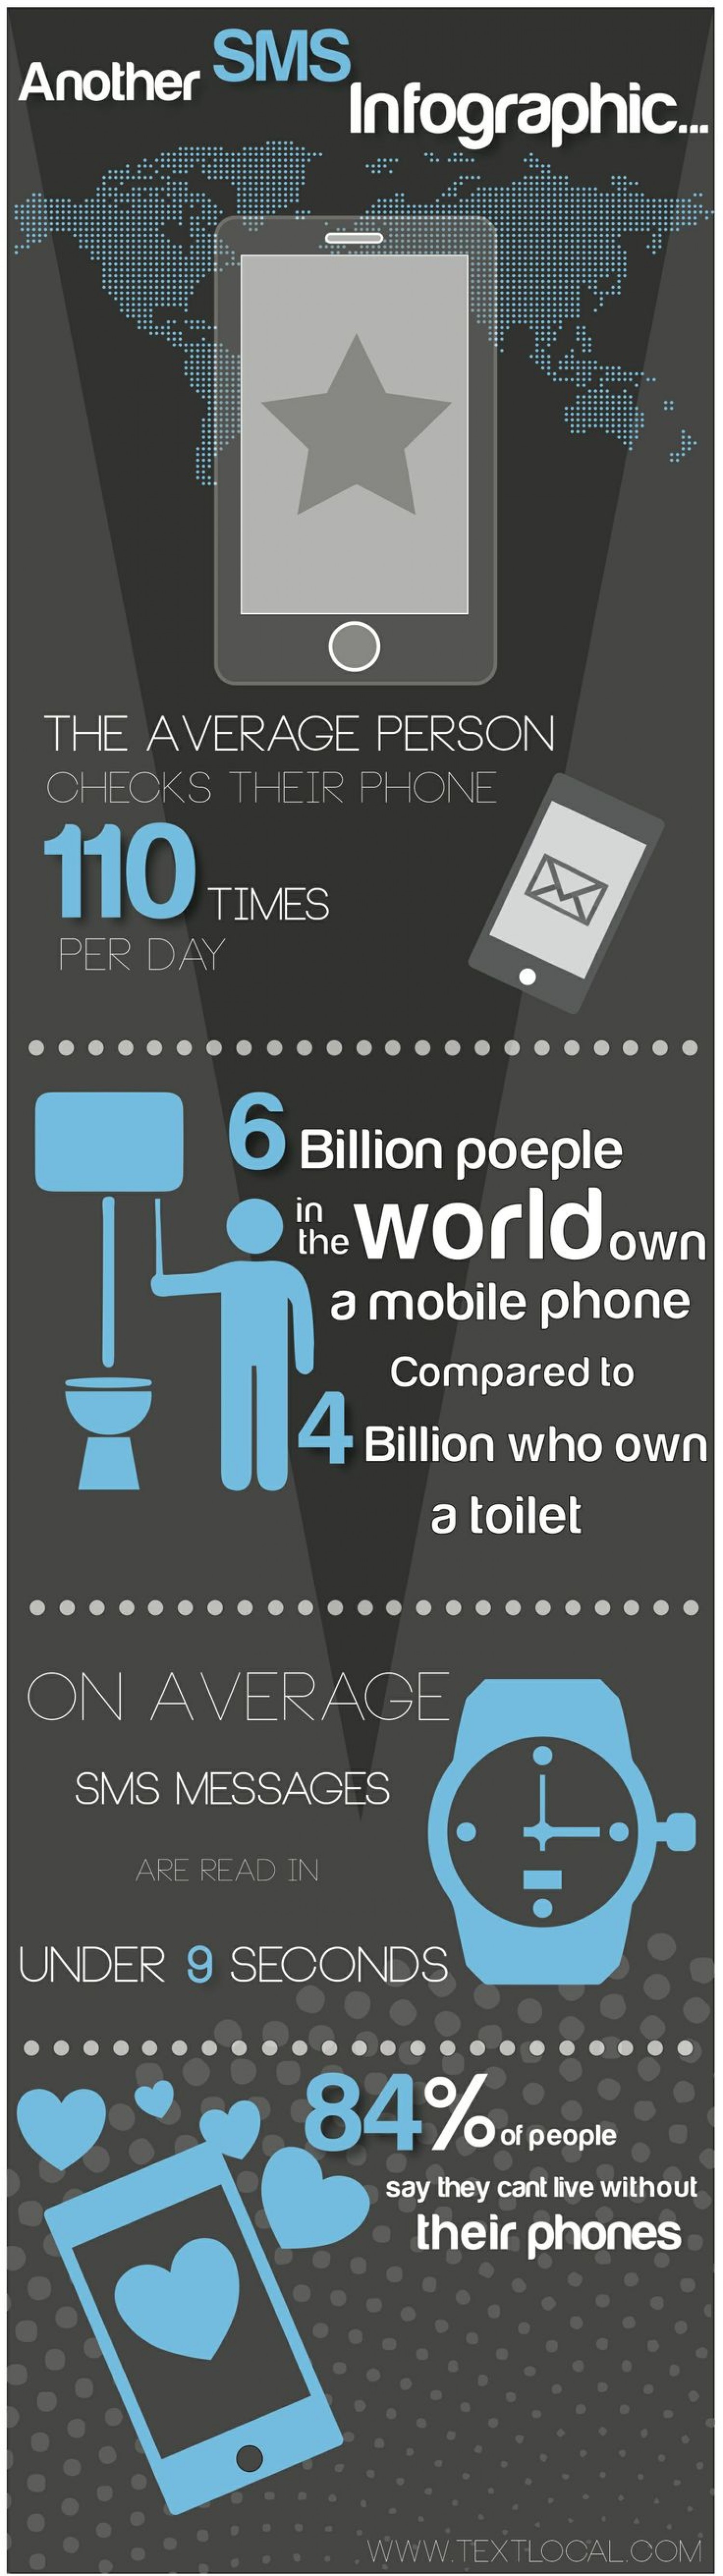 Another SMS
Infographic...
THE AVERAGE PERSON
CHECKS THEIR PHONE
110 TIMES
PER DAY
6 Billion poeple
in
the world own
a mobile phone
Compared to
4 Billion who own
a toilet
ON AVERAGE
SMS MESSAGES
ARE READ IN
UNDER 9 SECONDS
84% of people
say they cant live without
their phones
WWW.TEXTLOCAL.COM